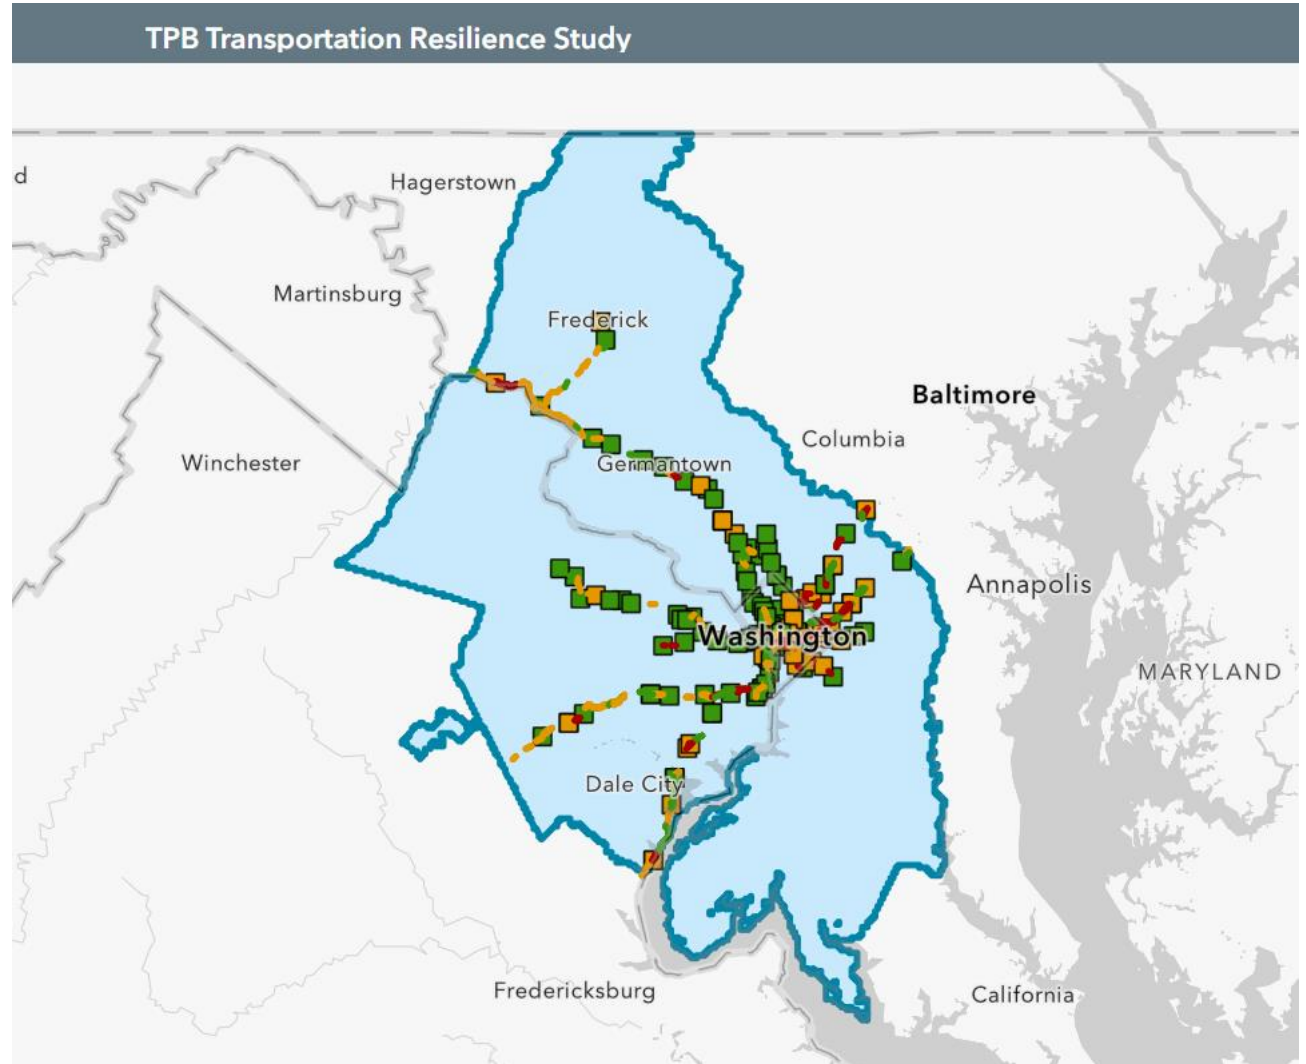 TPB Transportation Resilience Study
d
Hagerstown
Martinsburg
Frederick
Baltimore
Columbia
Winchester
Germantown
Annapolis
Washington
MARYLAND
Dale City
Fredericksburg
California